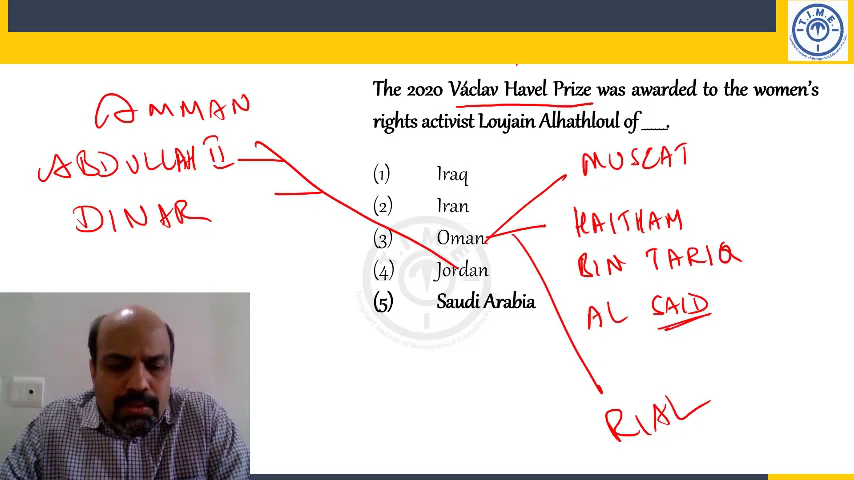 T.I.M.E.
The 2020 Václav Havel Prize was awarded to the women's
rights activist Loujain Alhathloul of ___.
(1) Iraq
(2) Iran
(3) Oman
(4) Jordan
(5) Saudi Arabia
AMMAN
ABDULLAH II
DINAR
MUSCAT
HAITHAM
BIN TARIQ
AL SAID
RIAL